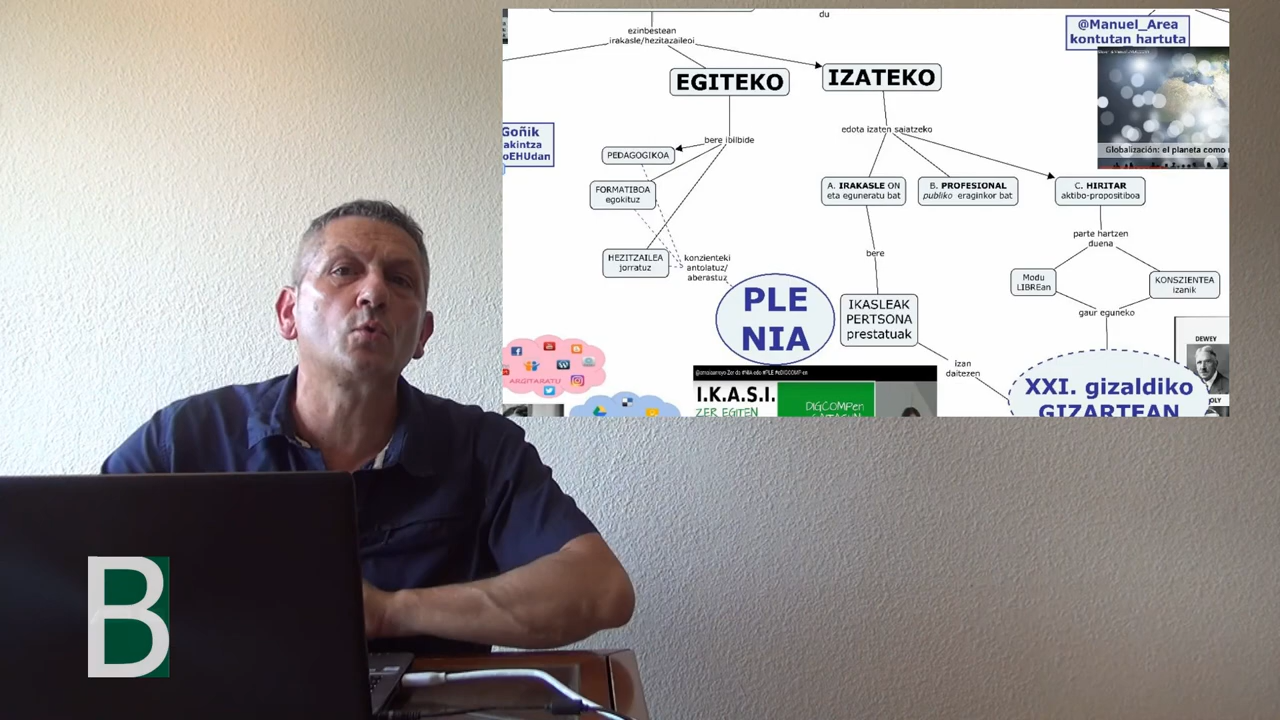 du
ezinbestean
irakasle/hezitazaileoi
@Manuel_Area
kontutan hartuta
EGITEKO
IZATEKO
Goñik
akintza
oEHUdan
bere ibilbide
edota izaten saiatzeko
PEDAGOGIKOA
Globalización: el planeta como
FORMATIBOA
egokituz
A. IRAKASLE ON
eta eguneratu bat
B. PROFESIONAL
publiko eraginkor bat
C. HIRITAR
aktibo-propositiboa
HEZITZAILEA
jorratuz
konzienteki
antolatuz/
aberastuz
bere
parte hartzen
duena
Modu
LIBREan
KONSZIENTEA
izanik
PLE
NIA
IKASLEAK
PERTSONA
prestatuak
gaur eguneko
izan
daitezen
DEWEY
ARGITARATU
I.K.A.S.I.
ZER EGITEN
DIGCOMPen
XXI. gizaldiko
GIZARTEAN
OLY
B